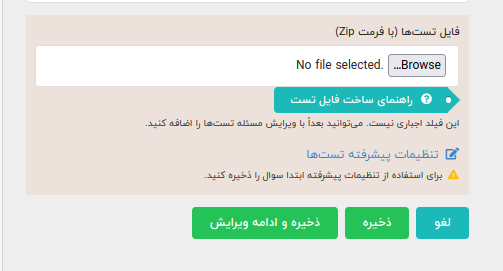 فایل تست‌ها (با فرمت Zip)
Browse… No file selected.
راهنمای ساخت فایل تست
این فیلد اجباری نیست. می‌توانید بعداً با ویرایش مسئله تست‌ها را اضافه کنید.
تنظیمات پیشرفته تست‌ها
برای استفاده از تنظیمات پیشرفته ابتدا سوال را ذخیره کنید.
لغو ذخیره ذخیره و ادامه ویرایش